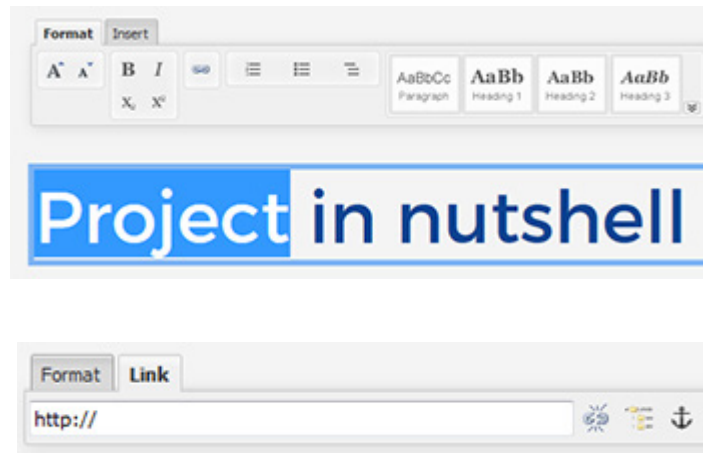 Format Insert
A A B I AaBbCc AaBb AaBb AaBb
Paragraph Heading 1 Heading 2 Heading 3
X, X°
Project in nutshell
Format Link
http://